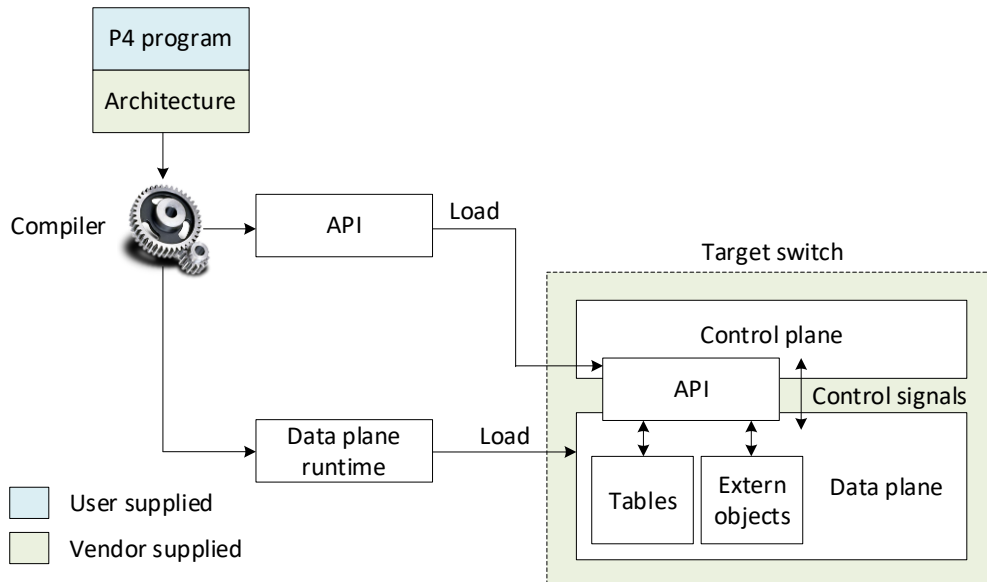 P4 program
Architecture
Compiler
API
Load
Target switch
Control plane
API
Control signals
Data plane
runtime
Load
Tables
Extern
objects
Data plane
User supplied
Vendor supplied